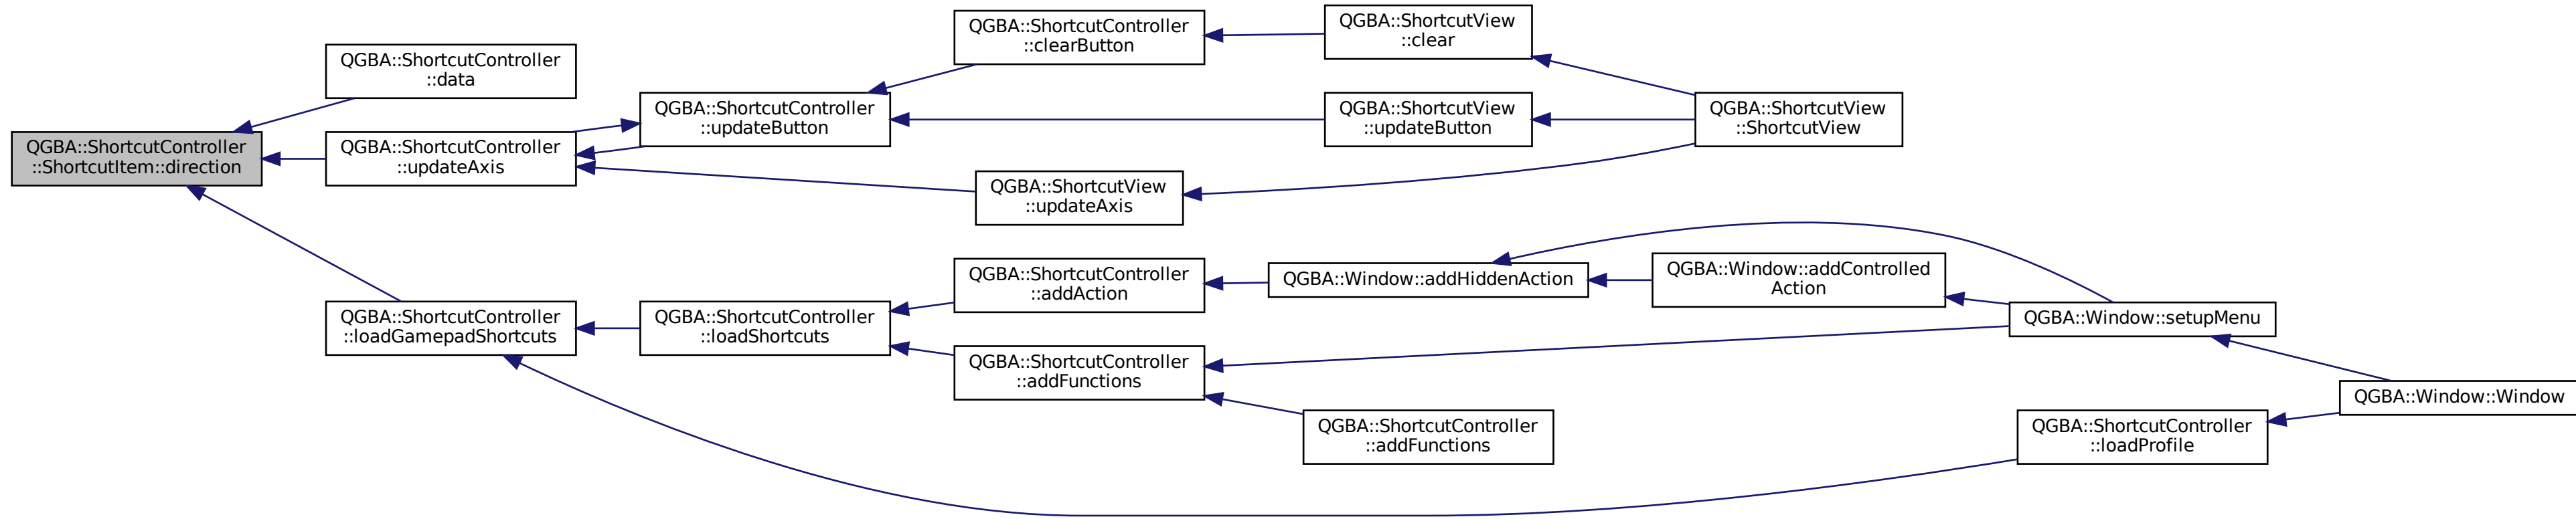 QGBA::ShortcutController
::ShortcutItem::direction
QGBA::ShortcutController
::data
QGBA::ShortcutController
::updateAxis
QGBA::ShortcutController
::loadGamepadShortcuts
QGBA::ShortcutController
::updateButton
QGBA::ShortcutController
::loadShortcuts
QGBA::ShortcutController
::clearButton
QGBA::ShortcutView
::updateAxis
QGBA::ShortcutController
::addAction
QGBA::ShortcutController
::addFunctions
QGBA::ShortcutView
::clear
QGBA::ShortcutView
::updateButton
QGBA::Window::addHiddenAction
QGBA::ShortcutController
::addFunctions
QGBA::ShortcutView
::ShortcutView
QGBA::Window::addControlled
Action
QGBA::Window::setupMenu
QGBA::ShortcutController
::loadProfile
QGBA::Window::Window